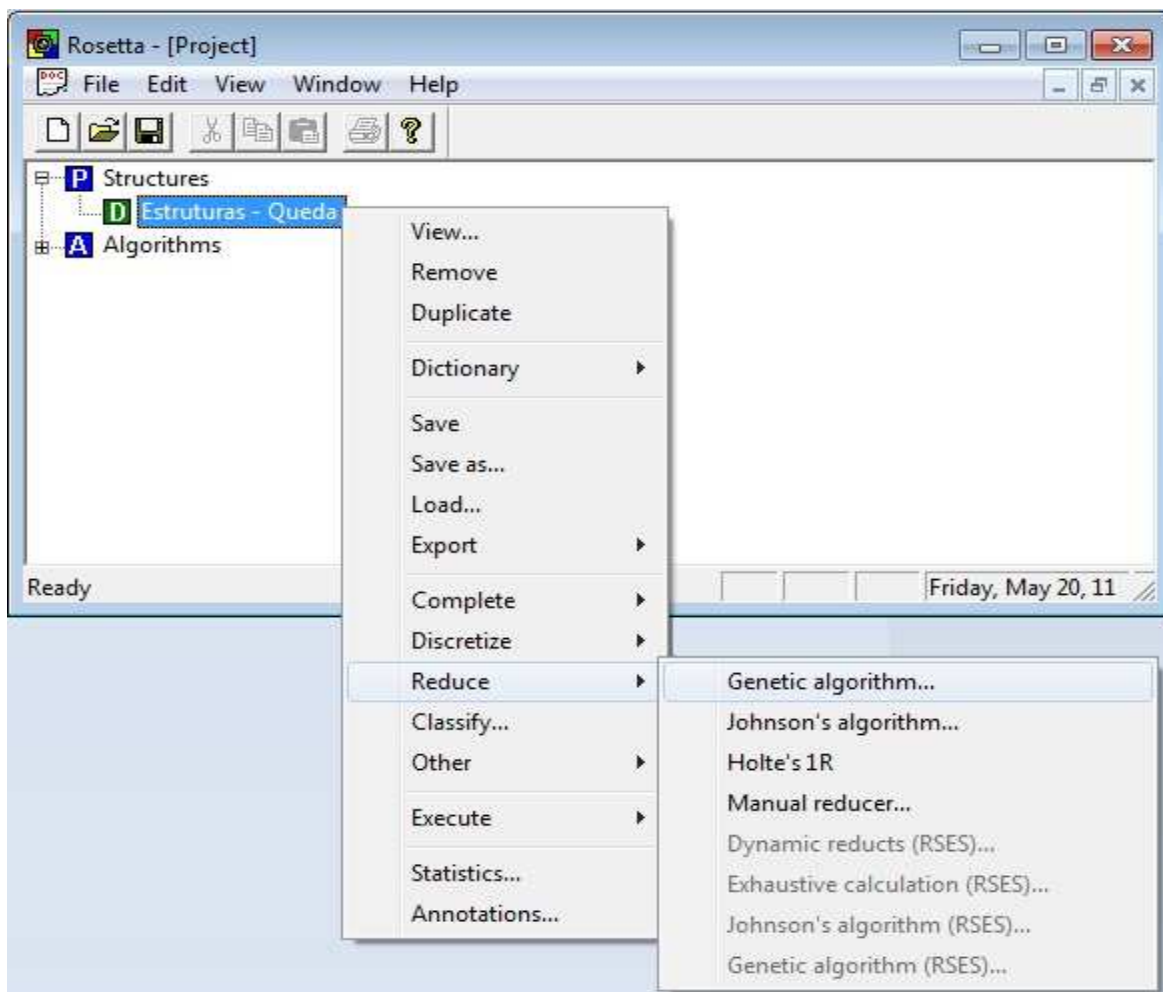 Rosetta - [Project]
DOC File Edit View Window Help
P Structures
D Estruturas - Queda
A Algorithms
View...
Remove
Duplicate
Dictionary
Save
Save as...
Load...
Export
Ready
Friday, May 20, 11
Complete
Discretize
Reduce
Classify...
Other
Execute
Statistics...
Annotations...
Genetic algorithm...
Johnson's algorithm...
Holte's 1R
Manual reducer...
Dynamic reducts (RSES)...
Exhaustive calculation (RSES)...
Johnson's algorithm (RSES)...
Genetic algorithm (RSES)...